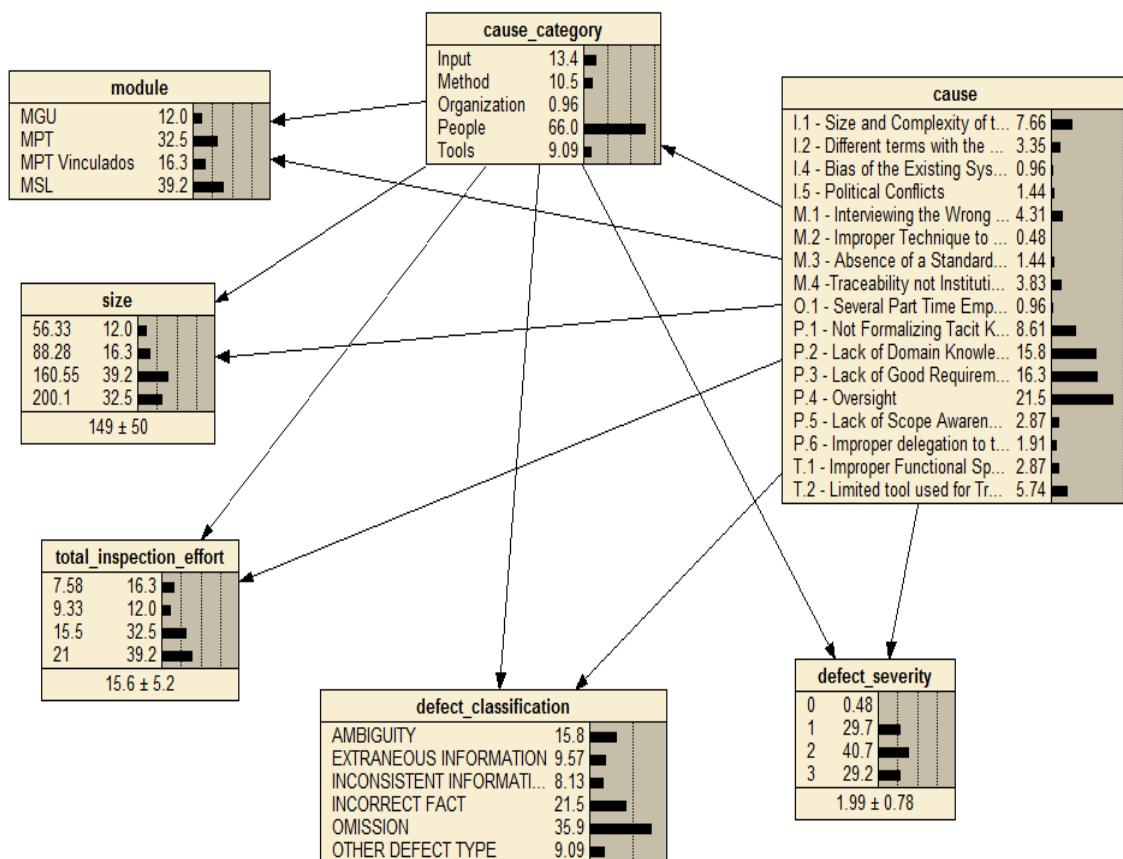 cause_category
Input 13.4
Method 10.5
Organization 0.96
People 66.0
Tools 9.09
module
MGU 12.0
MPT 32.5
MPT Vinculados 16.3
MSL 39.2
cause
I.1 - Size and Complexity of t... 7.66
I.2 - Different terms with the ... 3.35
I.4 - Bias of the Existing Sys... 0.96
I.5 - Political Conflicts 1.44
M.1 - Interviewing the Wrong ... 4.31
M.2 - Improper Technique to ... 0.48
M.3 - Absence of a Standard... 1.44
M.4 -Traceability not Instituti... 3.83
O.1 - Several Part Time Emp... 0.96
P.1 - Not Formalizing Tacit K... 8.61
P.2 - Lack of Domain Knowle... 15.8
P.3 - Lack of Good Requirem... 16.3
P.4 - Oversight 21.5
P.5 - Lack of Scope Awaren... 2.87
P.6 - Improper delegation to t... 1.91
T.1 - Improper Functional Sp... 2.87
T.2 - Limited tool used for Tr... 5.74
size
56.33 12.0
88.28 16.3
160.55 39.2
200.1 32.5
149 ± 50
total_inspection_effort
7.58 16.3
9.33 12.0
15.5 32.5
21 39.2
15.6 ± 5.2
defect_classification
AMBIGUITY 15.8
EXTRANEOUS INFORMATION 9.57
INCONSISTENT INFORMATI... 8.13
INCORRECT FACT 21.5
OMISSION 35.9
OTHER DEFECT TYPE 9.09
defect_severity
0 0.48
1 29.7
2 40.7
3 29.2
1.99 ± 0.78